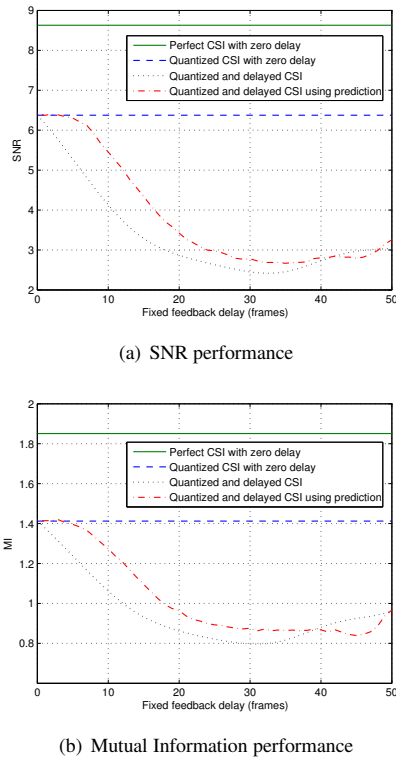 9
8
7
6
5
4
3
2
SNR
Perfect CSI with zero delay
Quantized CSI with zero delay
Quantized and delayed CSI
Quantized and delayed CSI using prediction
0 10 20 30 40 50
Fixed feedback delay (frames)
(a) SNR performance
2
1.8
1.6
1.4
1.2
1
0.8
0.6
MI
Perfect CSI with zero delay
Quantized CSI with zero delay
Quantized and delayed CSI
Quantized and delayed CSI using prediction
0 10 20 30 40 50
Fixed feedback delay (frames)
(b) Mutual Information performance